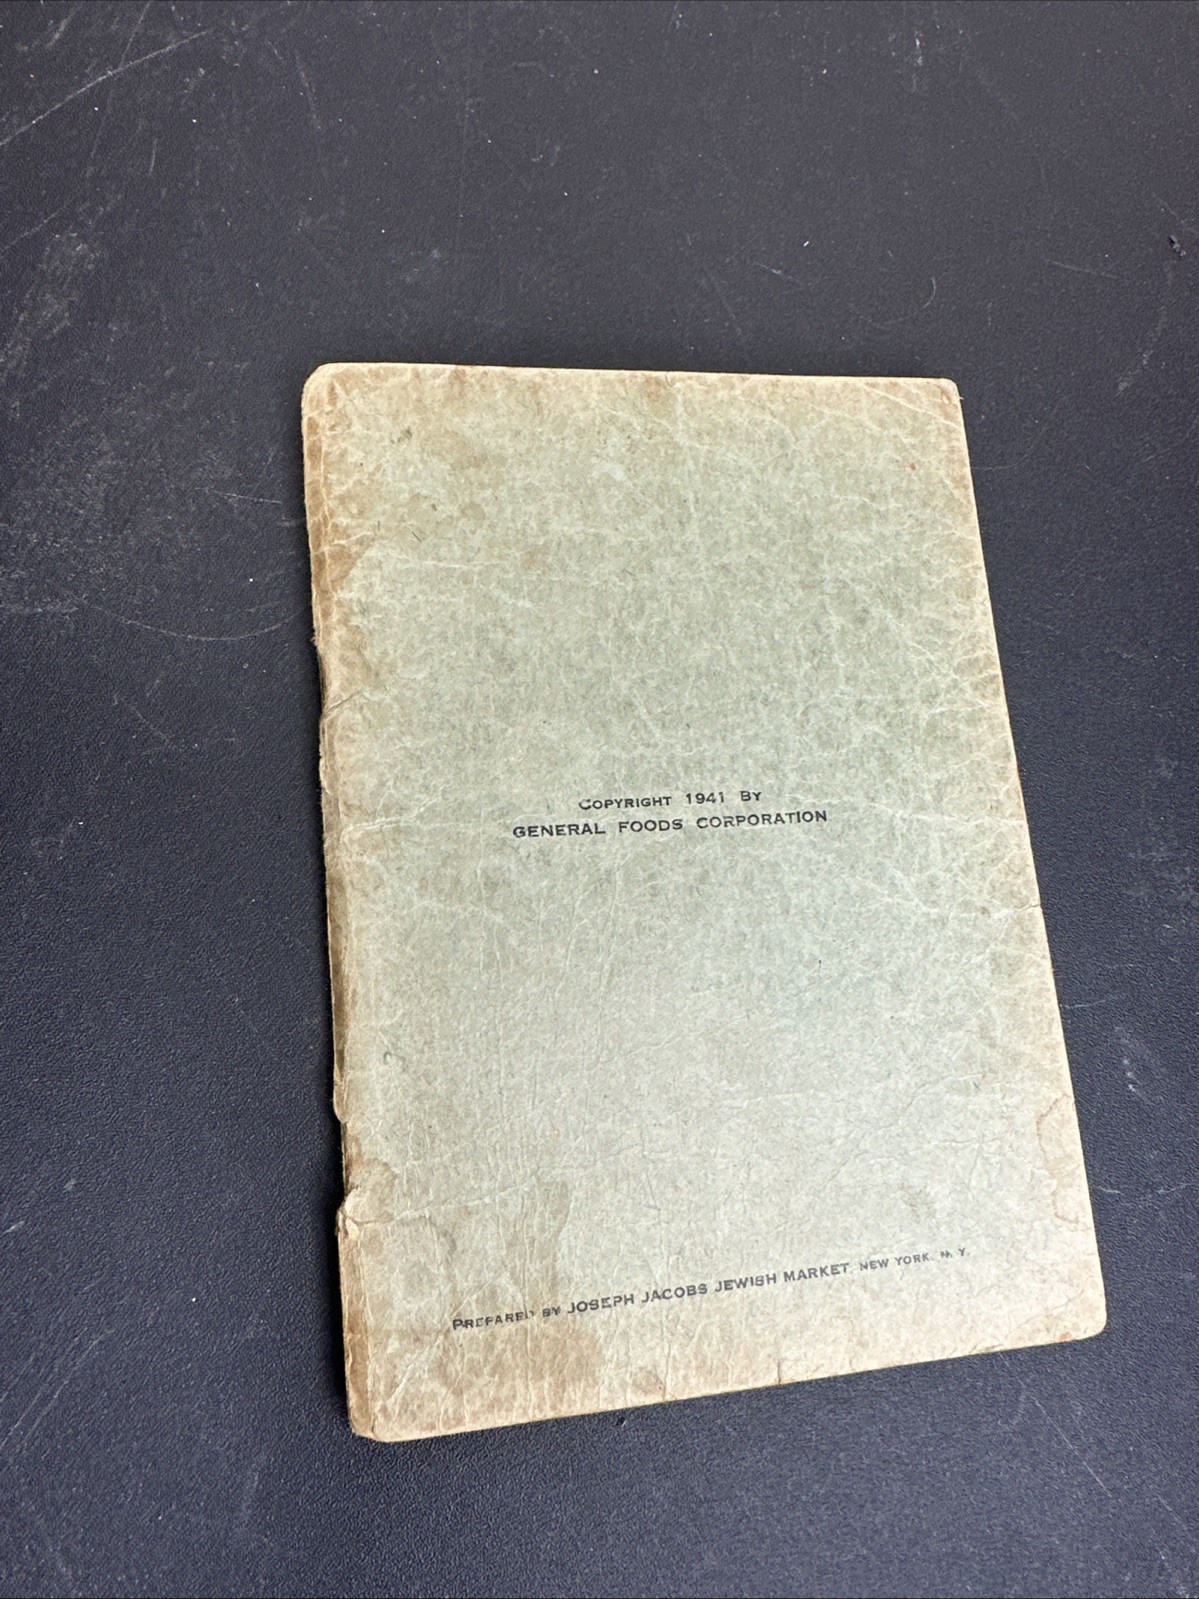 COPYRIGHT 1941 BY
GENERAL FOODS CORPORATION
PREPARED BY JOSEPH JACOBS JEWISH MARKET, NEW YORK, N. Y.